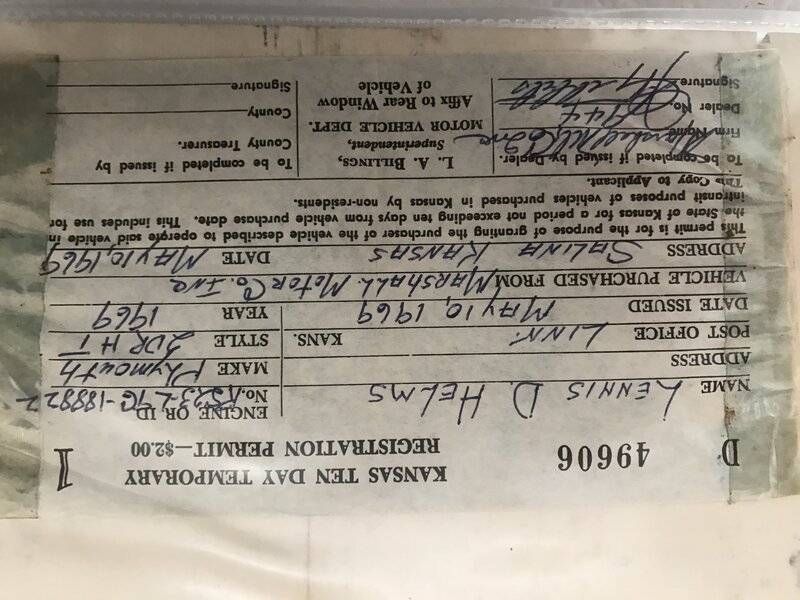 D 49606
KANSAS TEN DAY TEMPORARY
REGISTRATION PERMIT—$2.00
1
NAME LENNIS D. HELMS
ENGINE OR ID
No. RS23-L9G-188822
ADDRESS
MAKE Plymouth
POST OFFICE LINN. KANS.
STYLE 2DR H T
DATE ISSUED MAY 10, 1969
YEAR 1969
VEHICLE PURCHASED FROM MARSHALL MOTOR CO. INC
ADDRESS SALINA KANSAS DATE MAY 10, 1969
This permit is for the purpose of granting the purchaser of the vehicle described to operate said vehicle in
the State of Kansas for a period not exceeding ten days from vehicle purchase date. This includes use for
intransit purposes of vehicles purchased in Kansas by non-residents.
This Copy to Applicant.
To be completed if issued by Dealer.
Firm Name
Dealer No.
Signature
L. A. BILLINGS,
Superintendent,
MOTOR VEHICLE DEPT.
Affix to Rear Window
of Vehicle
To be completed if issued by
County Treasurer.
County
Signature